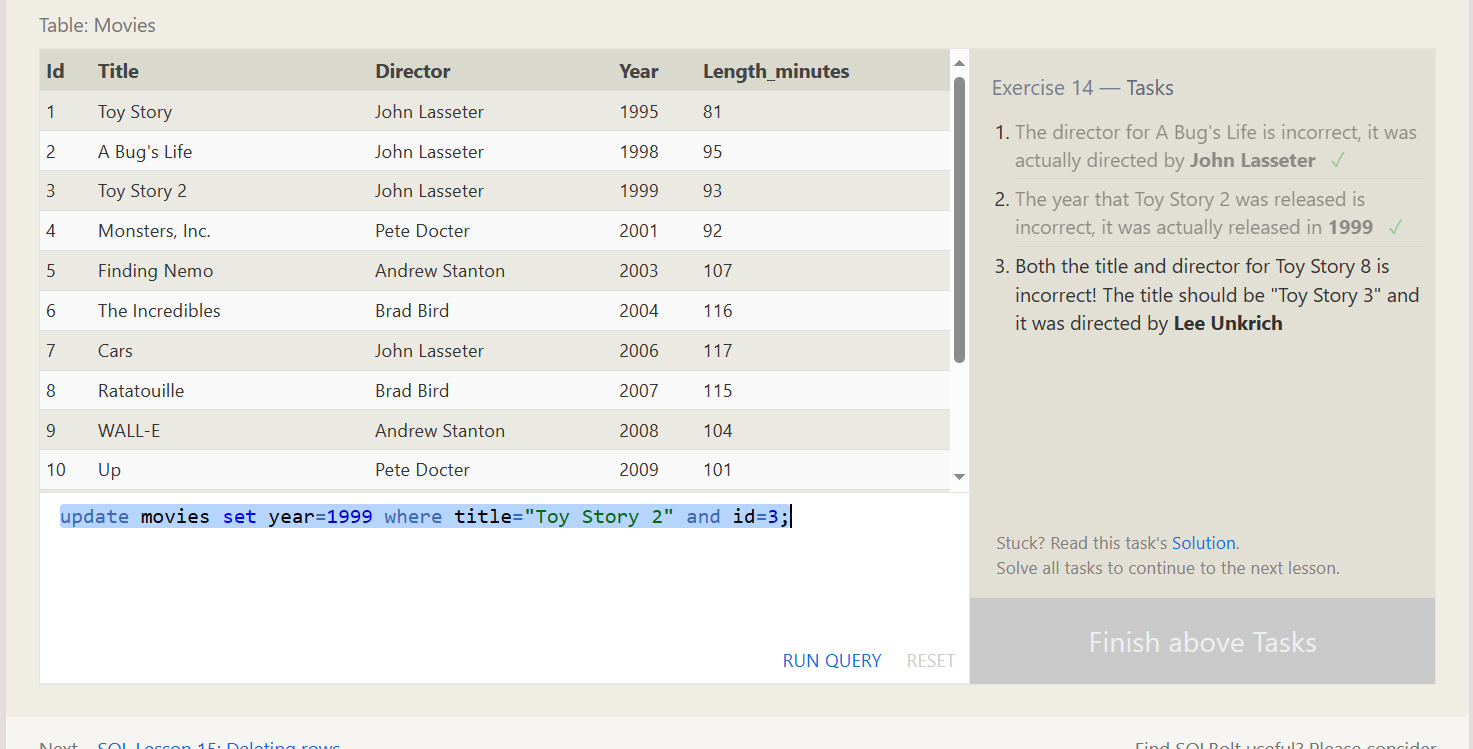 Table: Movies
Id Title Director Year Length_minutes
1 Toy Story John Lasseter 1995 81
2 A Bug's Life John Lasseter 1998 95
3 Toy Story 2 John Lasseter 1999 93
4 Monsters, Inc. Pete Docter 2001 92
5 Finding Nemo Andrew Stanton 2003 107
6 The Incredibles Brad Bird 2004 116
7 Cars John Lasseter 2006 117
8 Ratatouille Brad Bird 2007 115
9 WALL-E Andrew Stanton 2008 104
10 Up Pete Docter 2009 101
update movies set year=1999 where title="Toy Story 2" and id=3;
RUN QUERY RESET
Exercise 14 — Tasks
1. The director for A Bug's Life is incorrect, it was
actually directed by John Lasseter ✓
2. The year that Toy Story 2 was released is
incorrect, it was actually released in 1999 ✓
3. Both the title and director for Toy Story 8 is
incorrect! The title should be "Toy Story 3" and
it was directed by Lee Unkrich
Stuck? Read this task's Solution.
Solve all tasks to continue to the next lesson.
Finish above Tasks
Next – SQL Lesson 15: Deleting rows
Find SQLBolt useful? Please consider